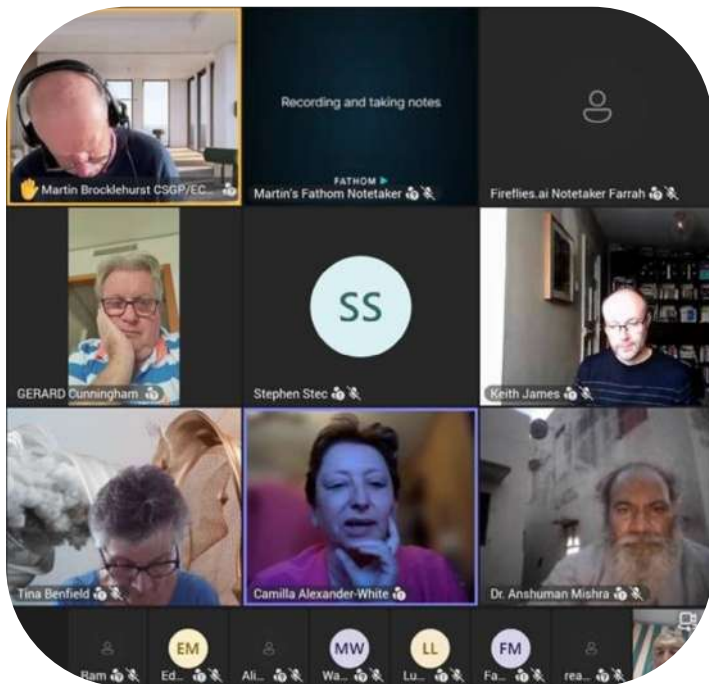 Recording and taking notes
FATHOM
Martin Brocklehurst CSGP/EC...
Martin's Fathom Notetaker
Fireflies.ai Notetaker Farrah
SS
GERARD Cunningham
Stephen Stec
Keith James
Tina Benfield
Camilla Alexander-White
Dr. Anshuman Mishra
EM
MW
LL
FM
Ram
Ed...
Ali...
Wa...
Lu...
Fa...
rea...